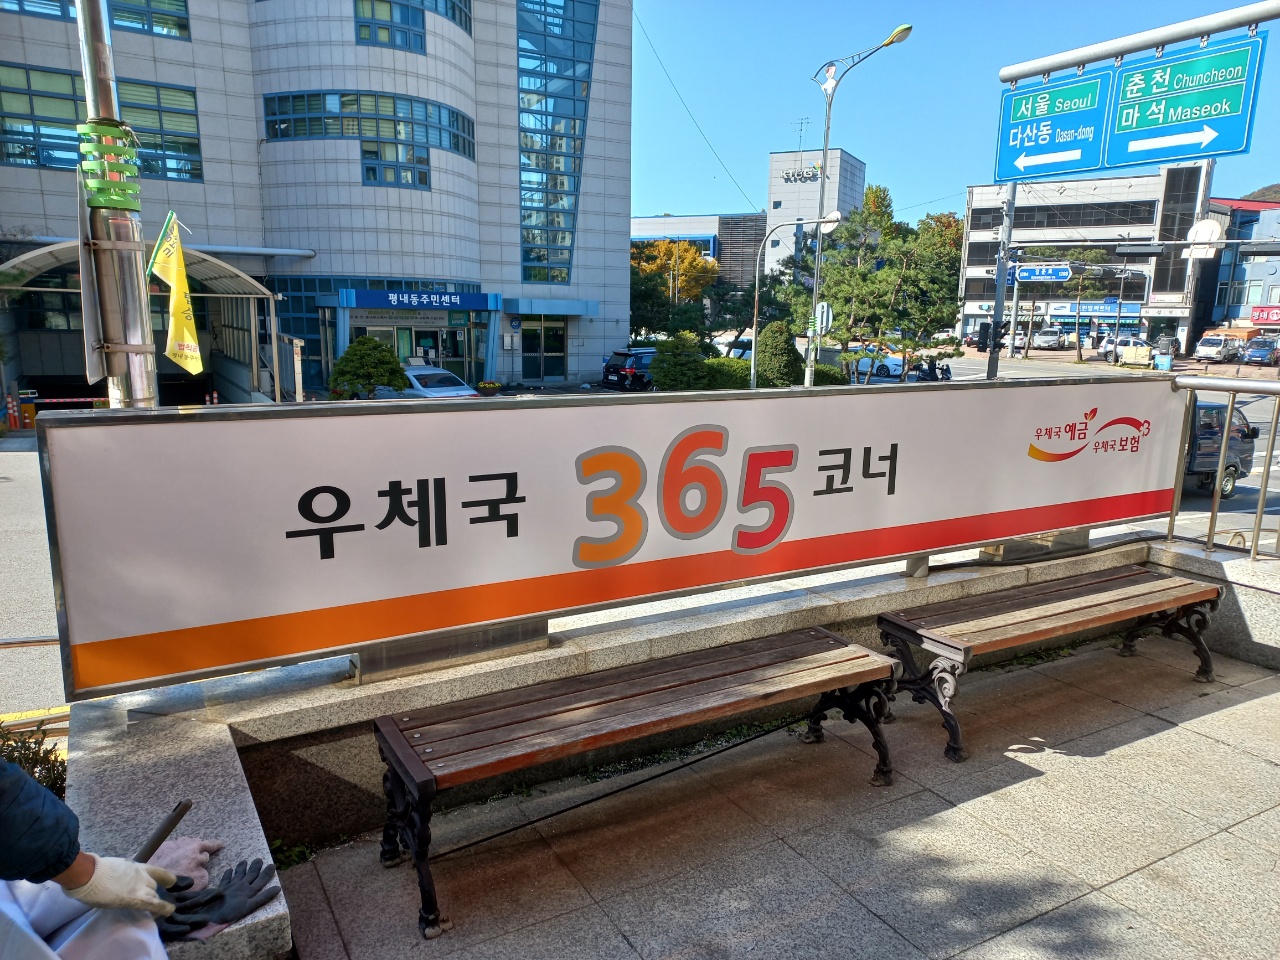 서울 Seoul
다산동 Dasan-dong
춘천 Chuncheon
마석 Maseok
평내동주민센터
우체국 365 코너
우체국 예금
우체국 보험